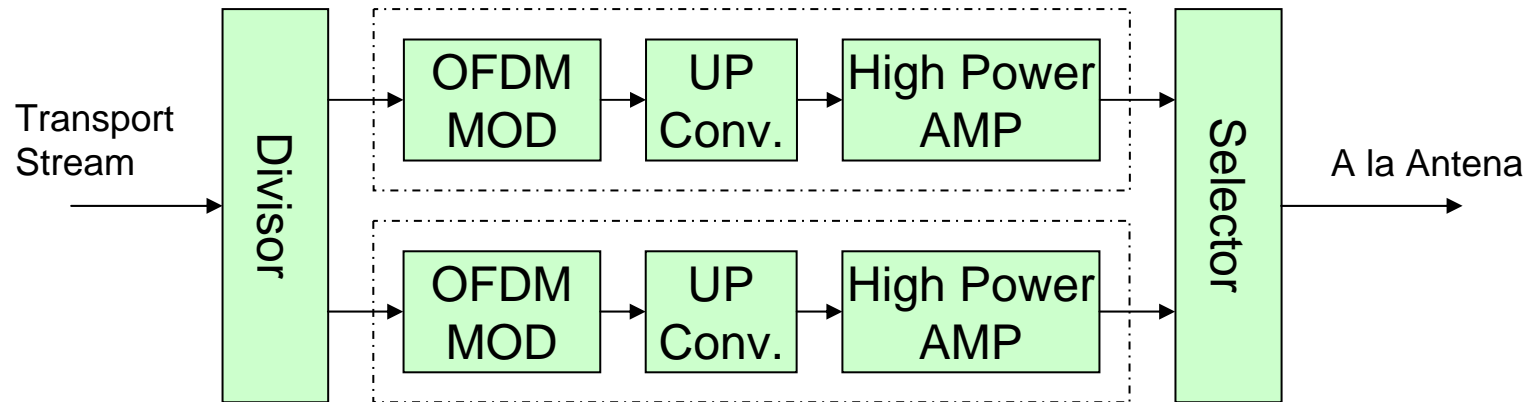 Transport
Stream
Divisor
OFDM
MOD
UP
Conv.
High Power
AMP
OFDM
MOD
UP
Conv.
High Power
AMP
Selector
A la Antena